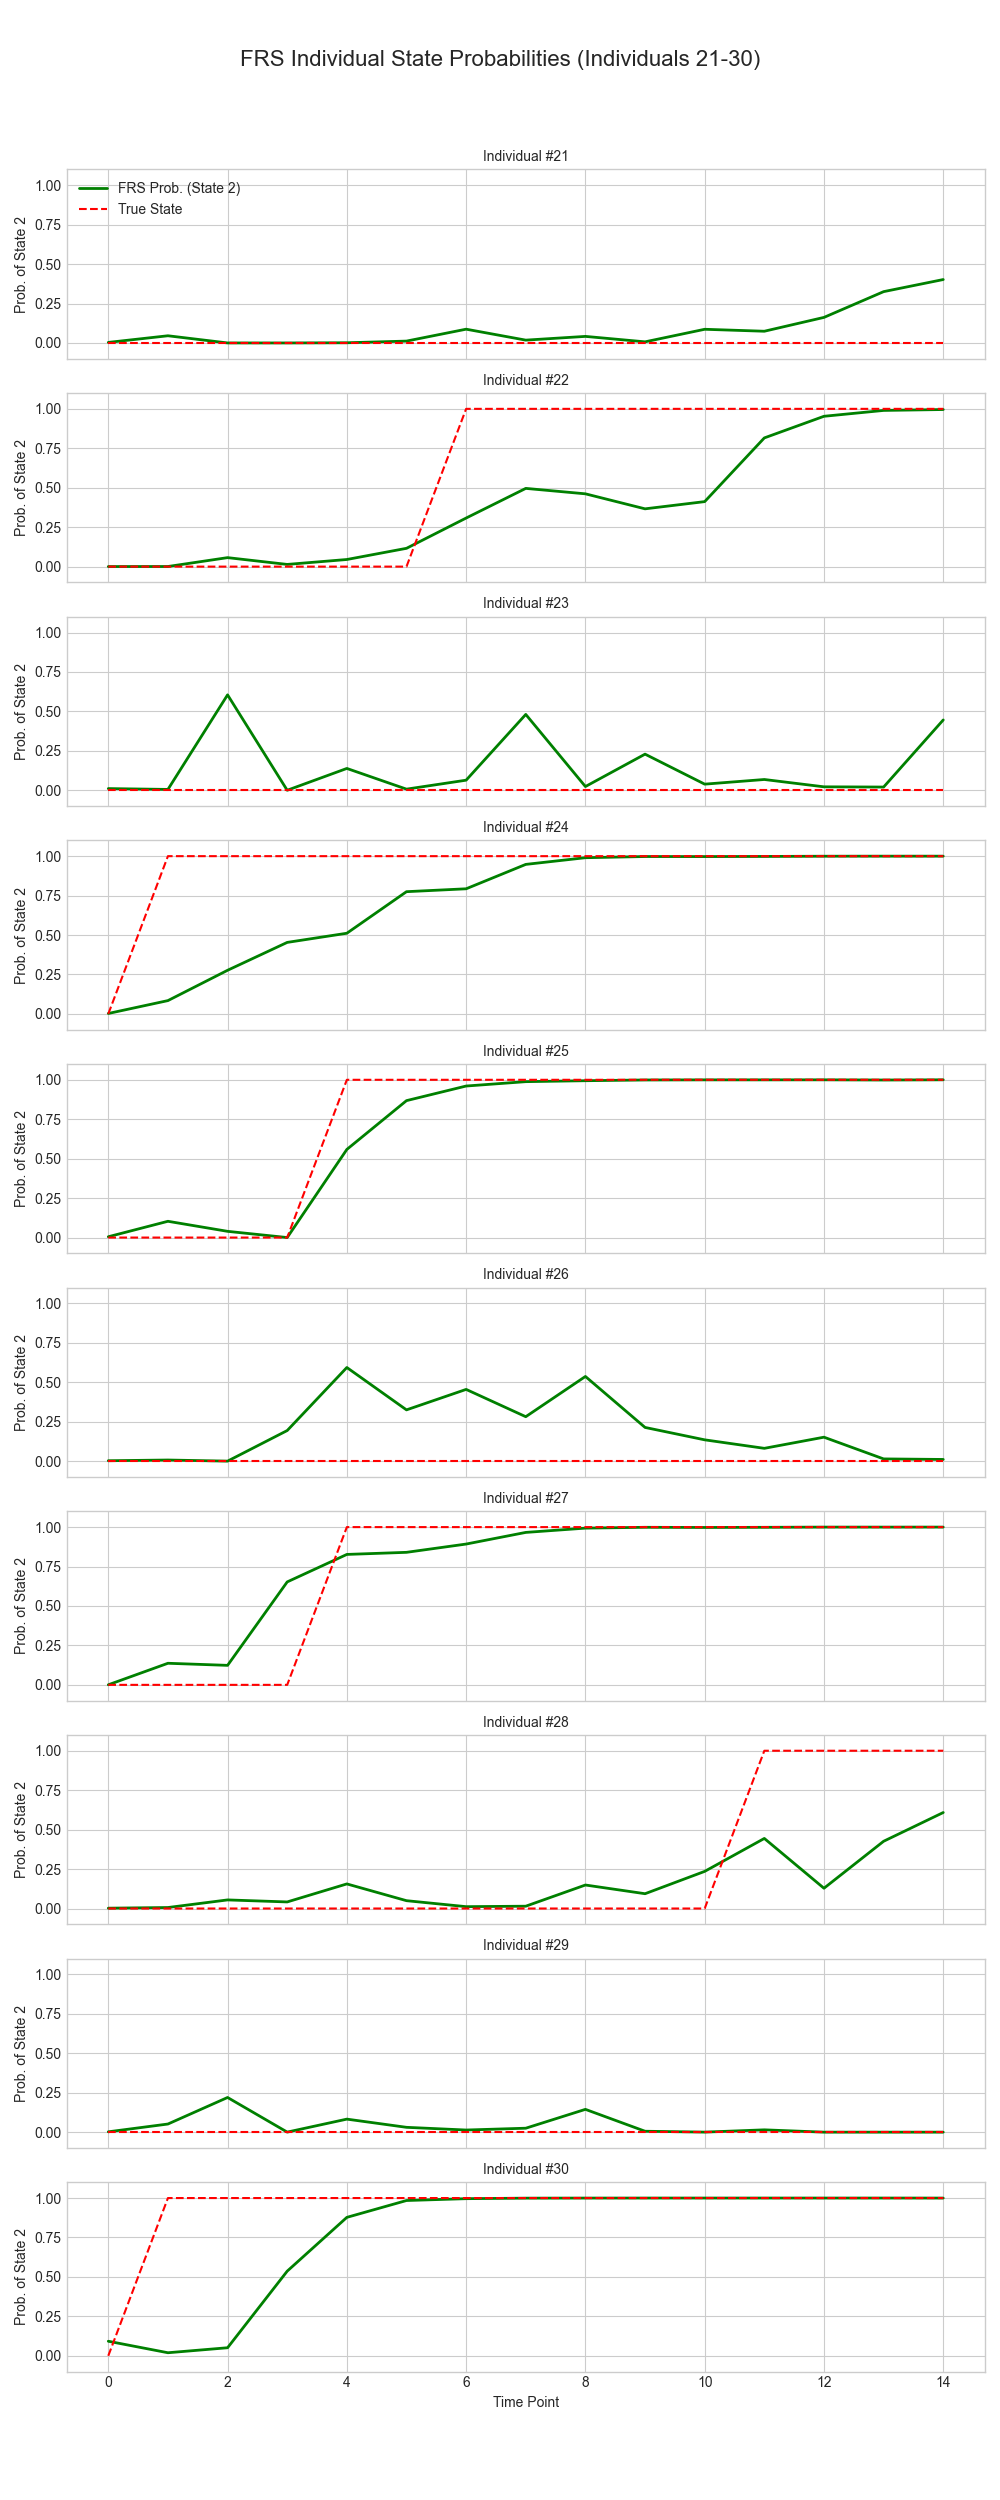 FRS Individual State Probabilities (Individuals 21-30)
Individual #21
FRS Prob. (State 2)
True State
Prob. of State 2
1.00
0.75
0.50
0.25
0.00
Individual #22
Prob. of State 2
1.00
0.75
0.50
0.25
0.00
Individual #23
Prob. of State 2
1.00
0.75
0.50
0.25
0.00
Individual #24
Prob. of State 2
1.00
0.75
0.50
0.25
0.00
Individual #25
Prob. of State 2
1.00
0.75
0.50
0.25
0.00
Individual #26
Prob. of State 2
1.00
0.75
0.50
0.25
0.00
Individual #27
Prob. of State 2
1.00
0.75
0.50
0.25
0.00
Individual #28
Prob. of State 2
1.00
0.75
0.50
0.25
0.00
Individual #29
Prob. of State 2
1.00
0.75
0.50
0.25
0.00
Individual #30
Prob. of State 2
1.00
0.75
0.50
0.25
0.00
0 2 4 6 8 10 12 14
Time Point